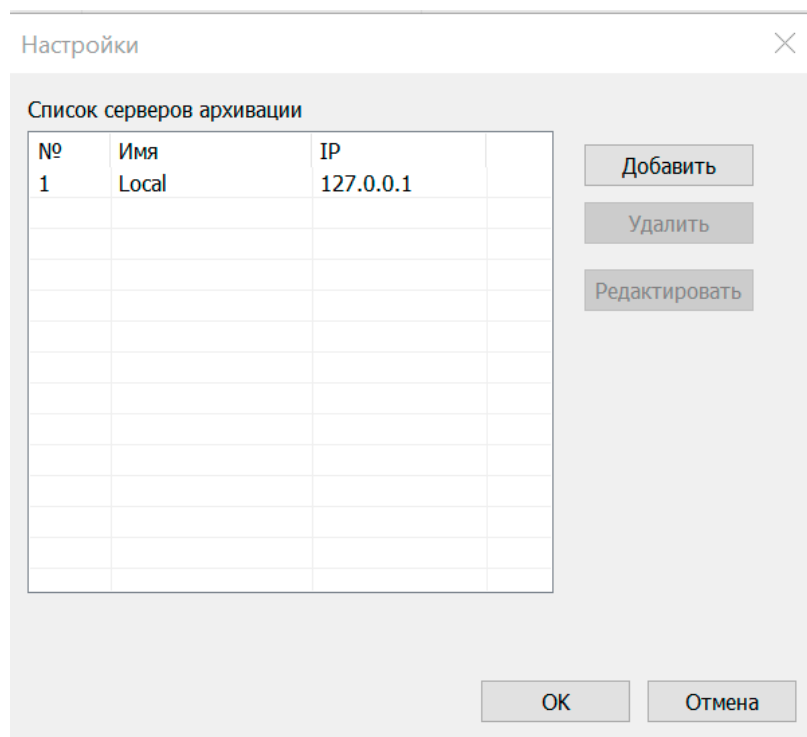 Настройки
Список серверов архивации
№ Имя IP
1 Local 127.0.0.1
Добавить
Удалить
Редактировать
OK Отмена